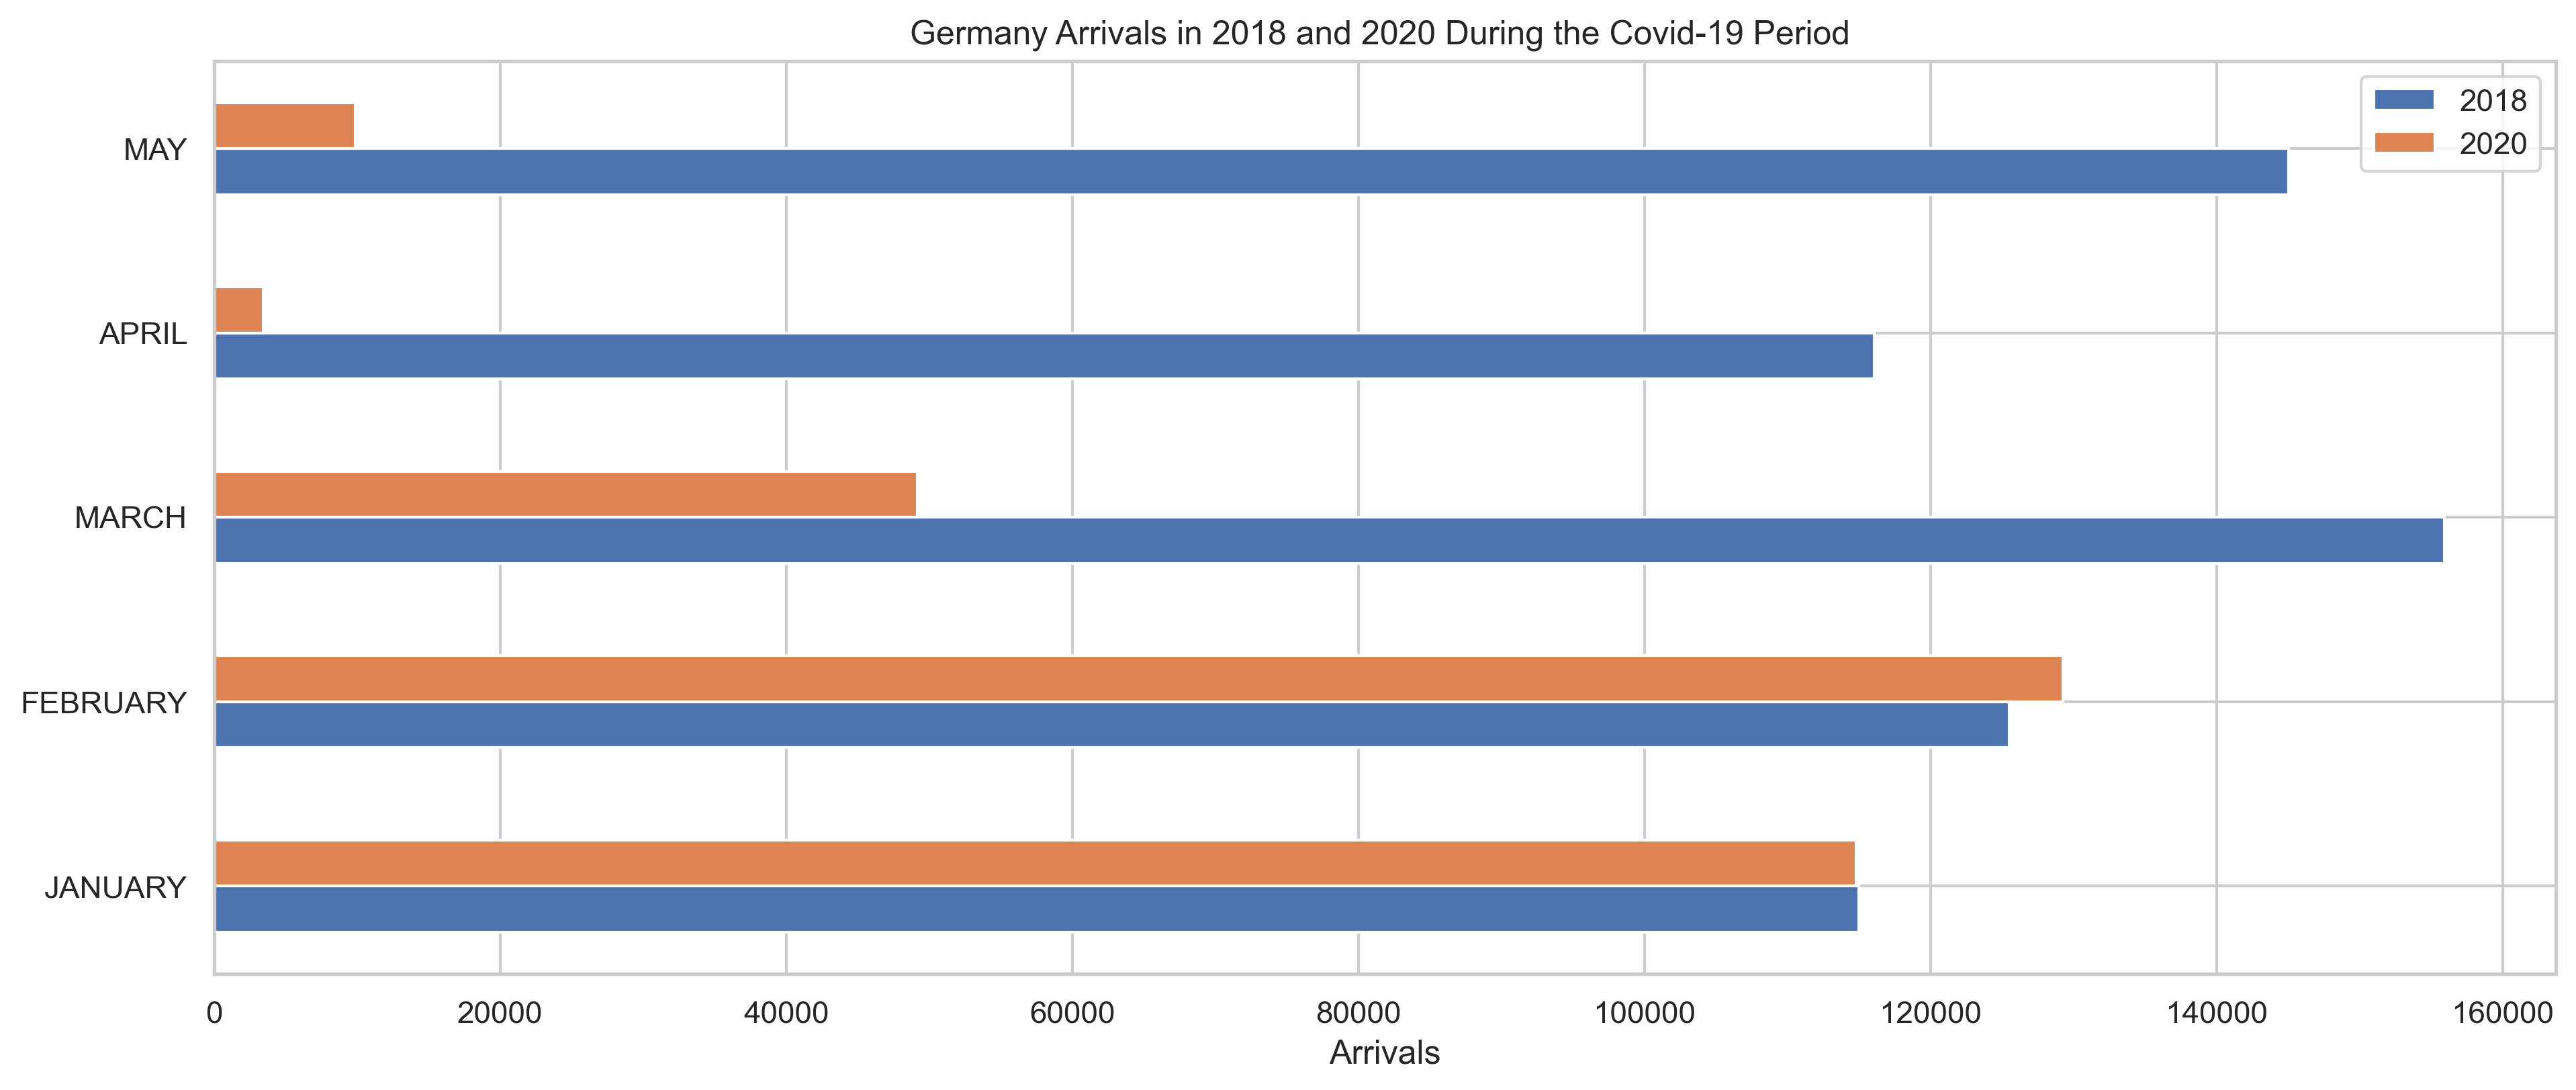 Germany Arrivals in 2018 and 2020 During the Covid-19 Period
2018
2020
MAY
APRIL
MARCH
FEBRUARY
JANUARY
0 20000 40000 60000 80000 100000 120000 140000 160000
Arrivals